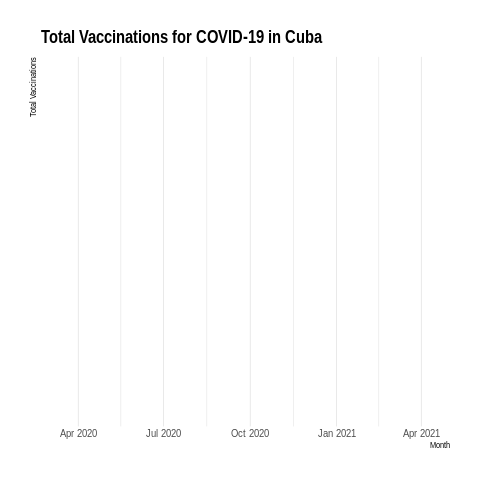 Total Vaccinations for COVID-19 in Cuba
Total Vaccinations
Apr 2020
Jul 2020
Oct 2020
Jan 2021
Apr 2021
Month